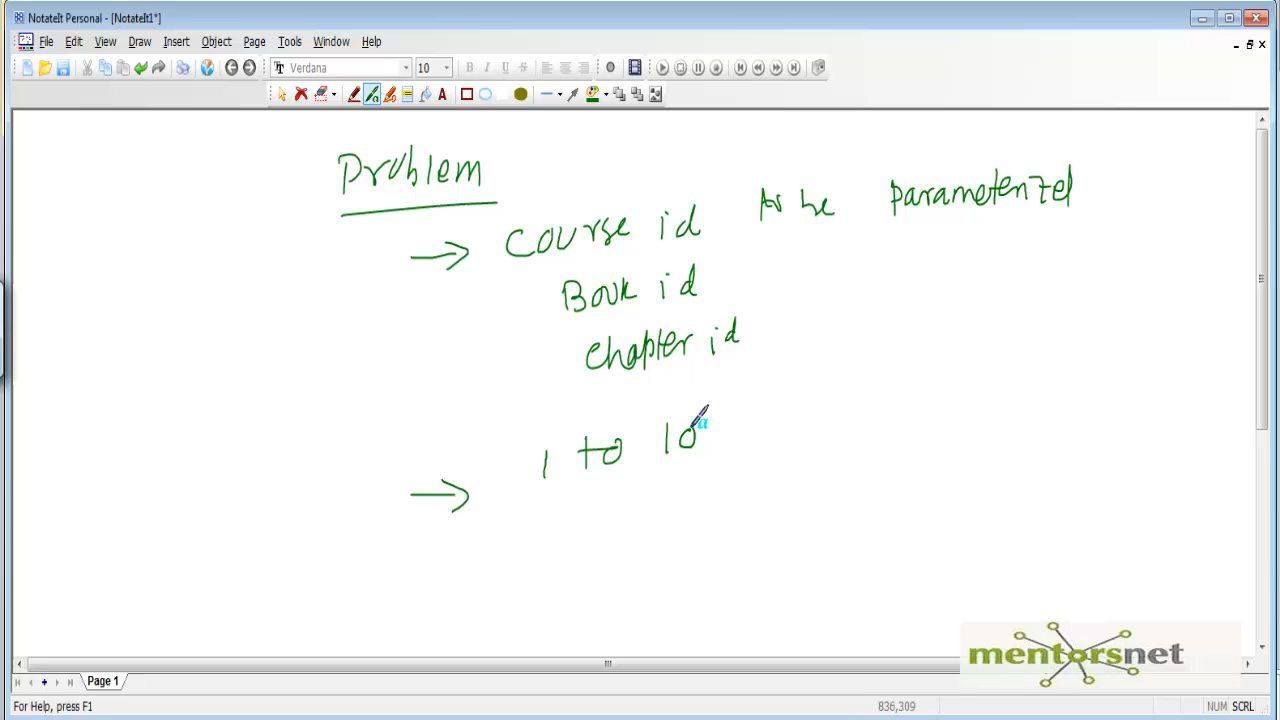 NotateIt Personal - [NotateIt1*]
File Edit View Draw Insert Format Object Page Tools Window Help
Verdana 10 B I U S
A
Problem
Course id to be parameterized
Book id
Chapter id
1 to 10
a
mentorsnet
Page 1
For Help, press F1 836,309 NUM SCRL